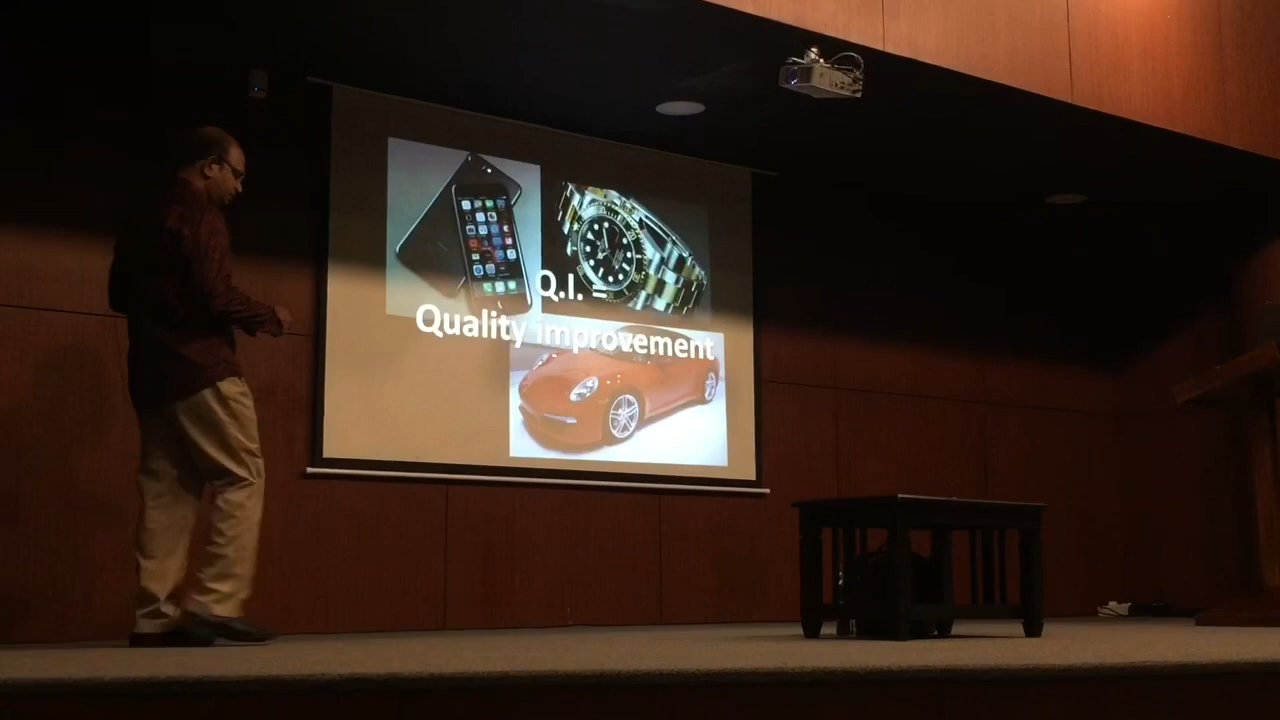 Q.I. =
Quality improvement